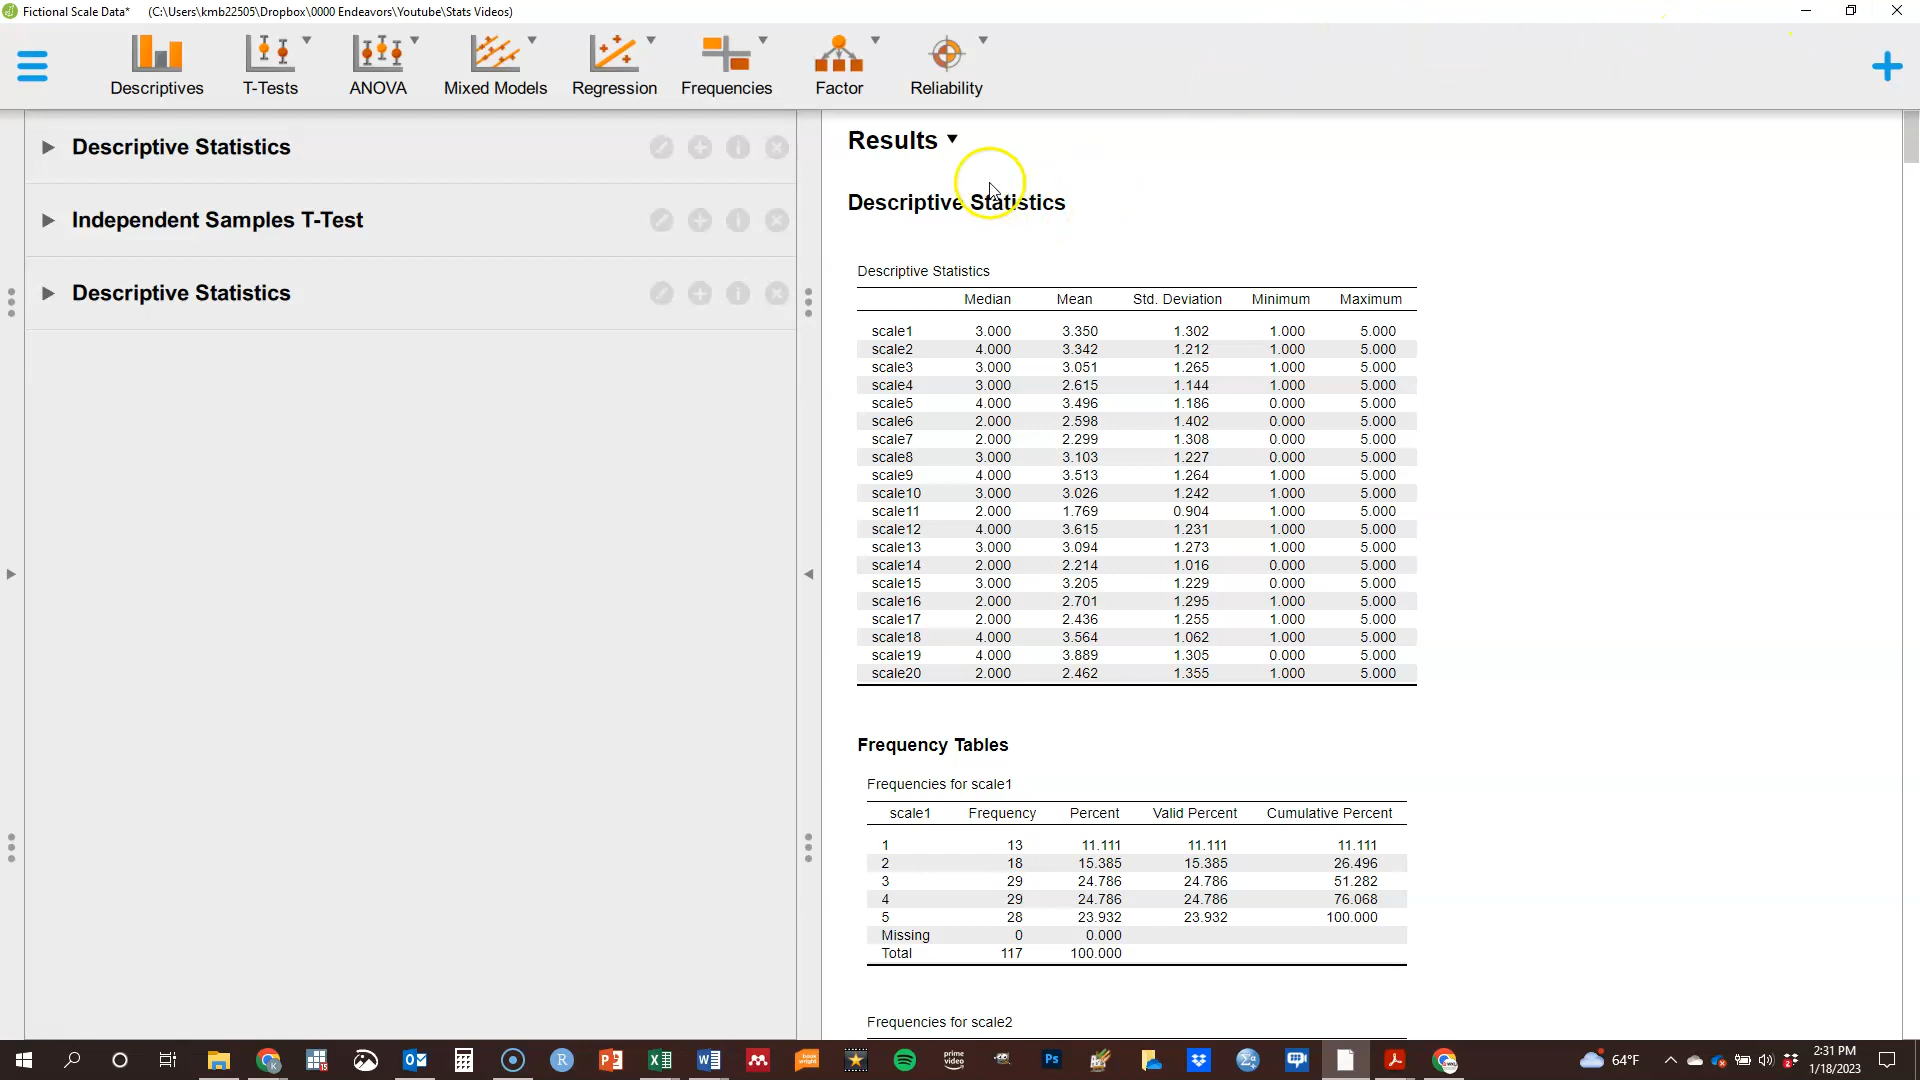 Fictional Scale Data* (C:\Users\kmb22505\Dropbox\0000 Endeavors\Youtube\Stats Videos)
Descriptives T-Tests ANOVA Mixed Models Regression Frequencies Factor Reliability
Descriptive Statistics
Independent Samples T-Test
Descriptive Statistics
Results
Descriptive Statistics
Descriptive Statistics
Median Mean Std. Deviation Minimum Maximum
scale1 3.000 3.350 1.302 1.000 5.000
scale2 4.000 3.342 1.212 1.000 5.000
scale3 3.000 3.051 1.265 1.000 5.000
scale4 3.000 2.615 1.144 1.000 5.000
scale5 4.000 3.496 1.186 0.000 5.000
scale6 2.000 2.598 1.402 0.000 5.000
scale7 2.000 2.299 1.308 0.000 5.000
scale8 3.000 3.103 1.227 0.000 5.000
scale9 4.000 3.513 1.264 1.000 5.000
scale10 3.000 3.026 1.242 1.000 5.000
scale11 2.000 1.769 0.904 1.000 5.000
scale12 4.000 3.615 1.231 1.000 5.000
scale13 3.000 3.094 1.273 1.000 5.000
scale14 2.000 2.214 1.016 0.000 5.000
scale15 3.000 3.205 1.229 0.000 5.000
scale16 2.000 2.701 1.295 1.000 5.000
scale17 2.000 2.436 1.255 1.000 5.000
scale18 4.000 3.564 1.062 1.000 5.000
scale19 4.000 3.889 1.305 0.000 5.000
scale20 2.000 2.462 1.355 1.000 5.000
Frequency Tables
Frequencies for scale1
scale1 Frequency Percent Valid Percent Cumulative Percent
1 13 11.111 11.111 11.111
2 18 15.385 15.385 26.496
3 29 24.786 24.786 51.282
4 29 24.786 24.786 76.068
5 28 23.932 23.932 100.000
Missing 0 0.000
Total 117 100.000
Frequencies for scale2
64°F
2:31 PM
1/18/2023